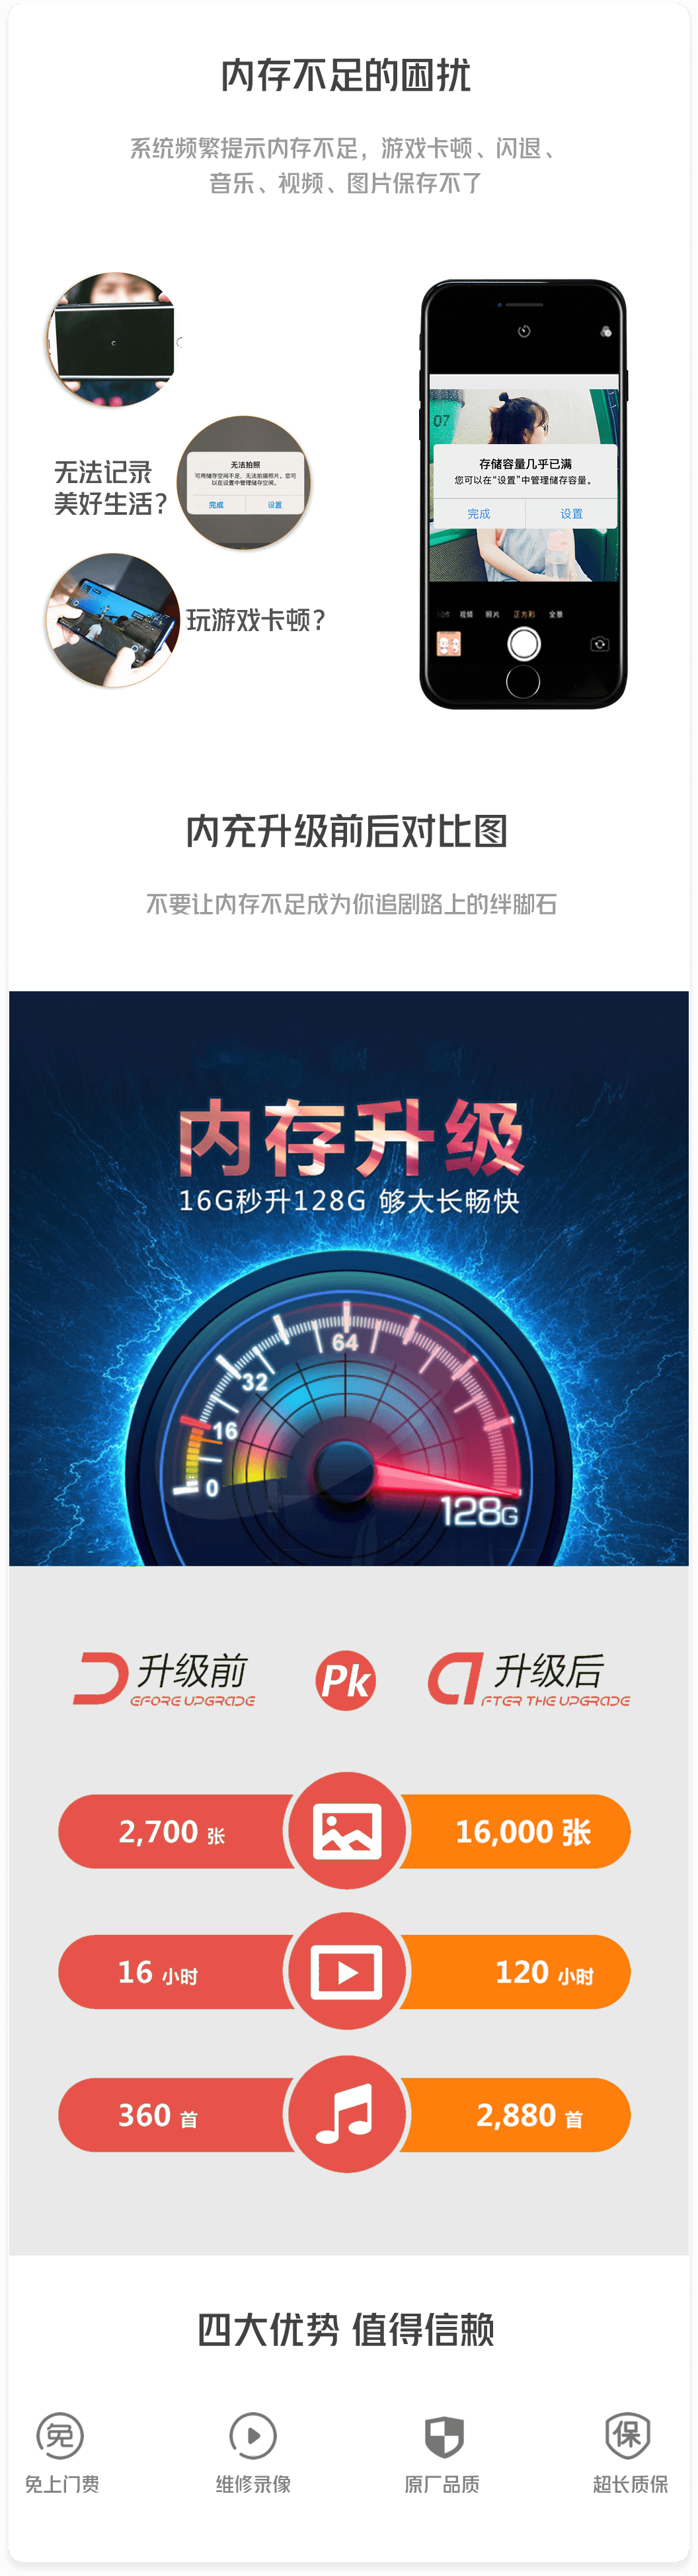 内存不足的困扰
系统频繁提示内存不足，游戏卡顿、闪退、
音乐、视频、图片保存不了
无法记录
美好生活？
无法拍照
可用储存空间不足，无法拍摄照片。您可
以在设置中管理储存空间。
完成 设置
玩游戏卡顿？
07
存储容量几乎已满
您可以在“设置”中管理储存容量。
完成 设置
视频 照片 正方形 全景
内充升级前后对比图
不要让内存不足成为你追剧路上的绊脚石
内存升级
16G秒升128G 够大长畅快
0
16
32
64
128G
升级前
EFORE UPGRADE
Pk
升级后
AFTER THE UPGRADE
2,700 张
16,000 张
16 小时
120 小时
360 首
2,880 首
四大优势 值得信赖
免
保
免上门费 维修录像 原厂品质 超长质保